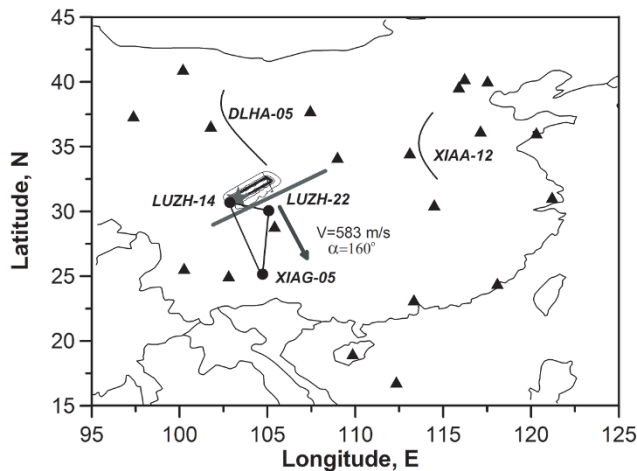 45
40
35
30
25
20
15
Latitude, N
DLHA-05
XIAA-12
LUZH-14
LUZH-22
V=583 m/s
α=160°
XIAG-05
95
100
105
110
115
120
125
Longitude, E